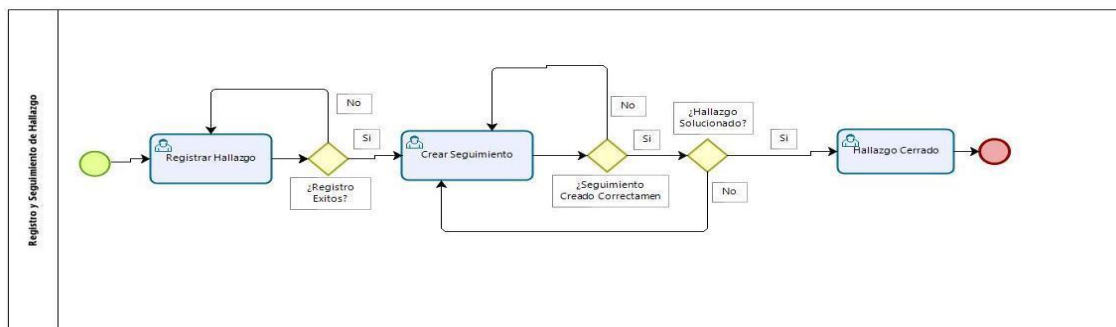 Registro y Seguimiento de Hallazgo
Registrar Hallazgo
No
Si
¿Registro
Exitos?
Crear Seguimiento
No
Si
¿Seguimiento
Creado Correctamen
¿Hallazgo
Solucionado?
Si
No
Hallazgo Cerrado